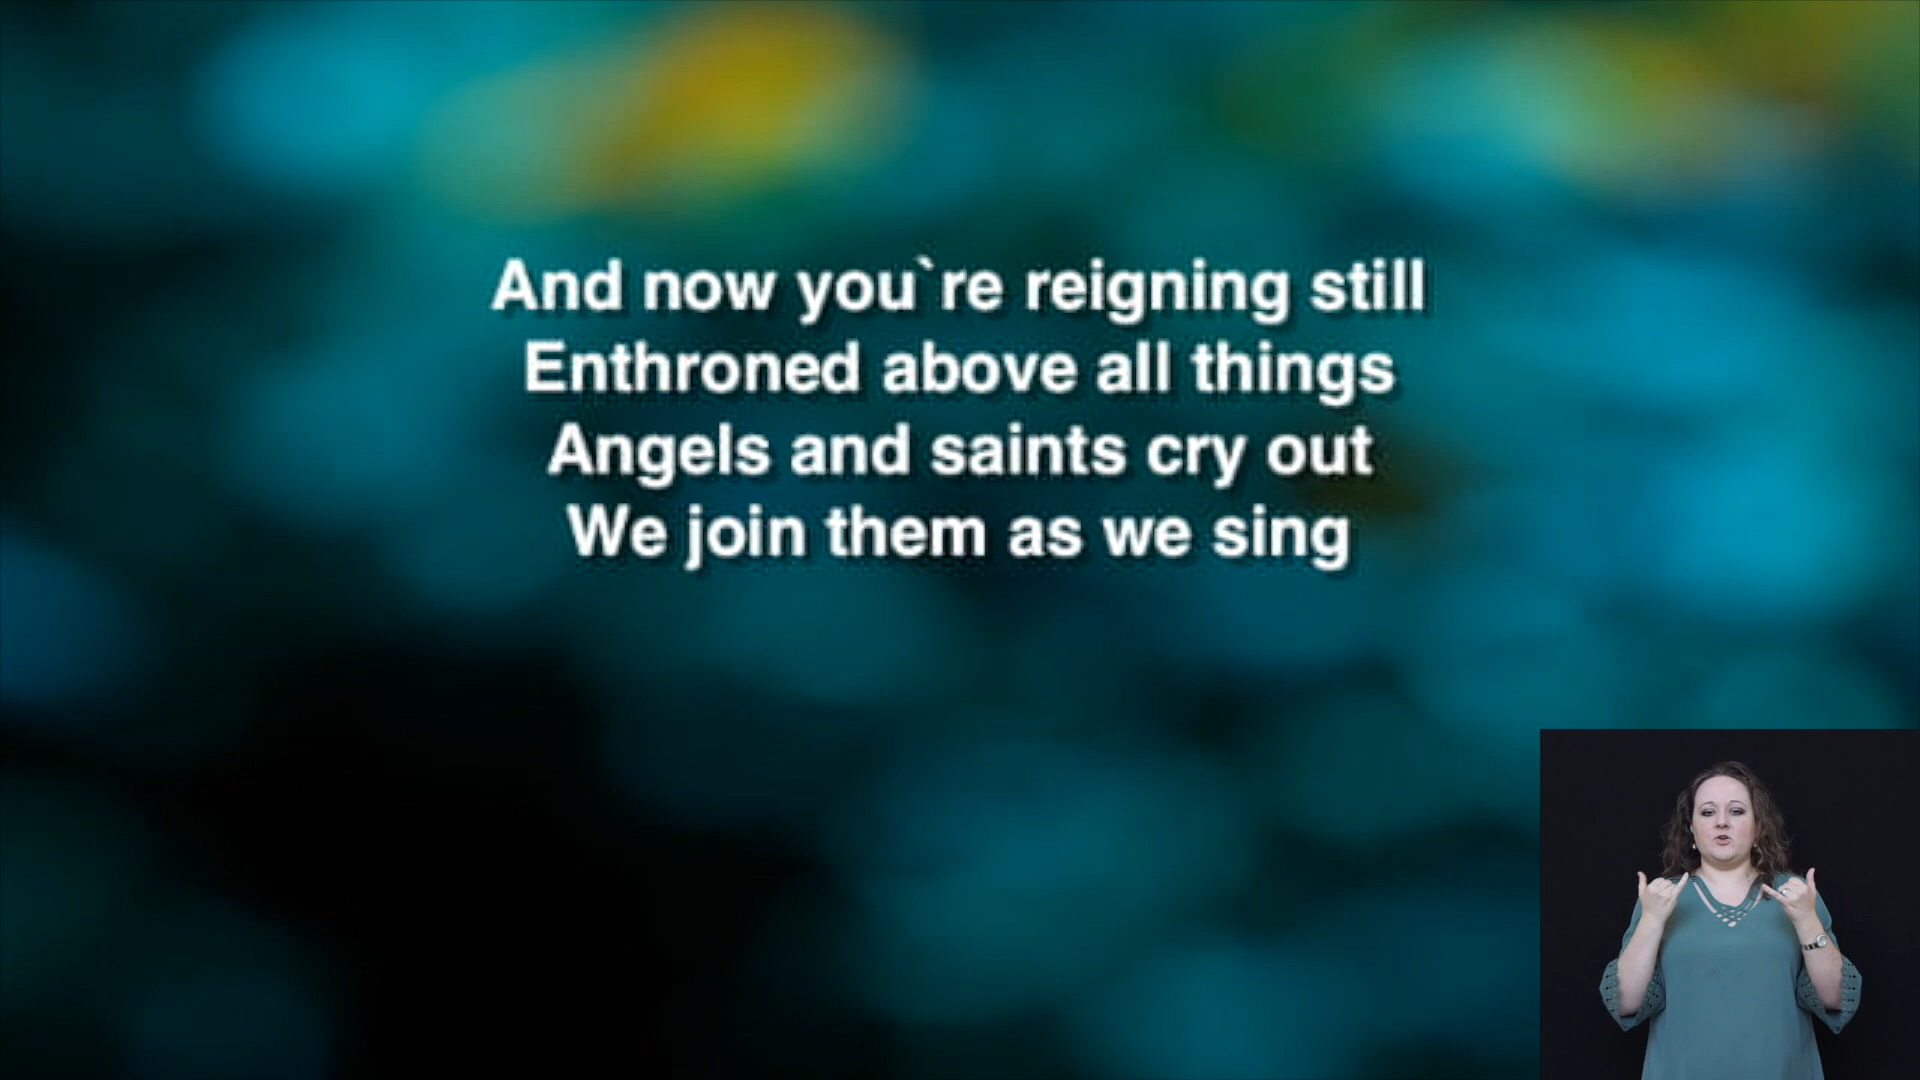 And now you`re reigning still
Enthroned above all things
Angels and saints cry out
We join them as we sing